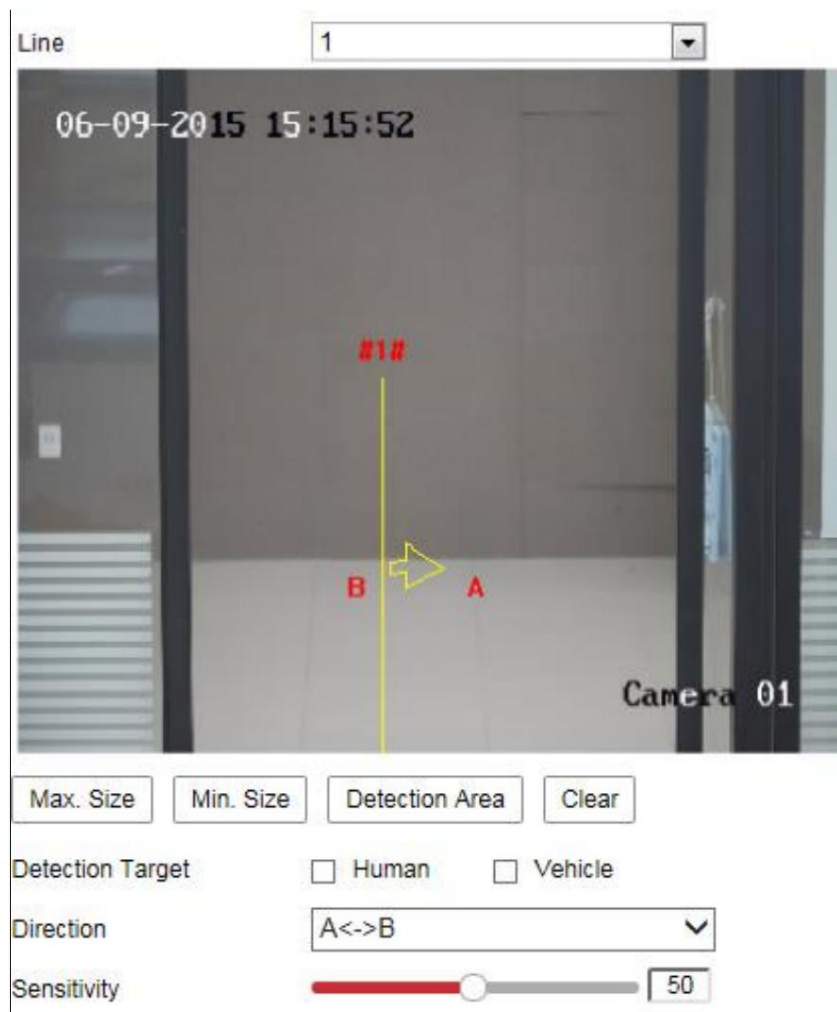 Line 1
06-09-2015 15:15:52
#1#
B A
Camera 01
Max. Size Min. Size Detection Area Clear
Detection Target Human Vehicle
Direction A<->B
Sensitivity 50